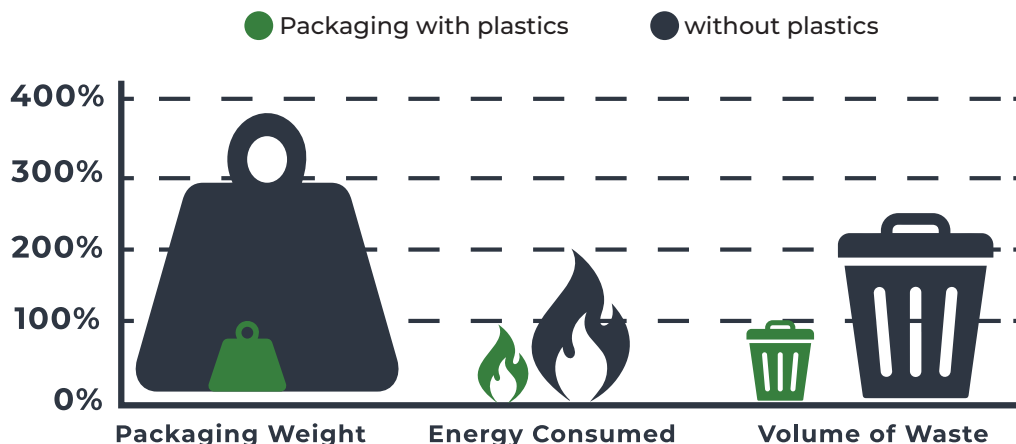 Packaging with plastics
without plastics
400%
300%
200%
100%
0%
Packaging Weight
Energy Consumed
Volume of Waste